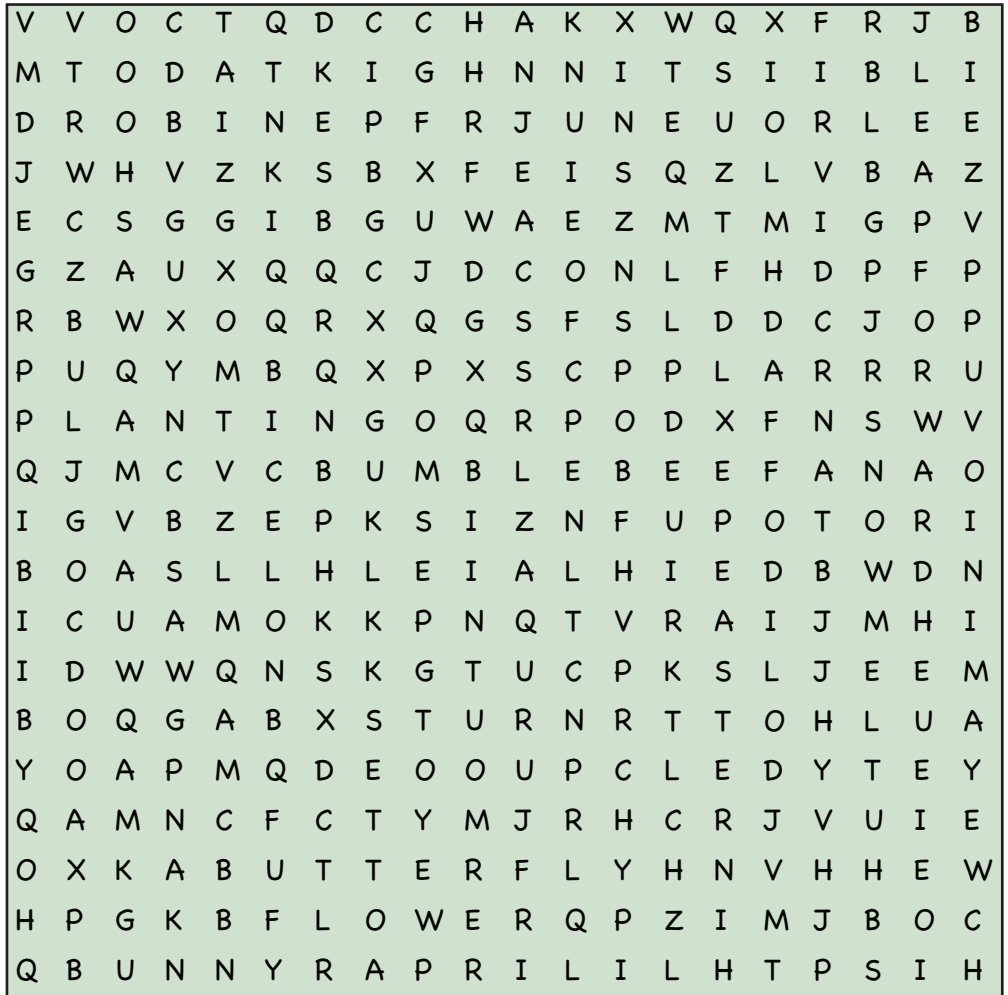 V V O C T Q D C C H A K X W Q X F R J B
M T O D A T K I G H N N I T S I I B L I
D R O B I N E P F R J U N E U O R L E E
J W H V Z K S B X F E I S Q Z L V B A Z
E C S G G I B G U W A E Z M T M I G P V
G Z A U X Q Q C J D C O N L F H D P F P
R B W X O Q R X Q G S F S L D D C J O P
P U Q Y M B Q X P X S C P P L A R R R U
P L A N T I N G O Q R P O D X F N S W V
Q J M C V C B U M B L E B E E F A N A O
I G V B Z E P K S I Z N F U P O T O R I
B O A S L L H L E I A L H I E D B W D N
I C U A M O K K P N Q T V R A I J M H I
I D W W Q N S K G T U C P K S L J E E M
B O Q G A B X S T U R N R T T O H L U A
Y O A P M Q D E O O U P C L E D Y T E Y
Q A M N C F C T Y M J R H C R J V U I E
O X K A B U T T E R F L Y H N V H H E W
H P G K B F L O W E R Q P Z I M J B O C
Q B U N N Y R A P R I L I L H T P S I H